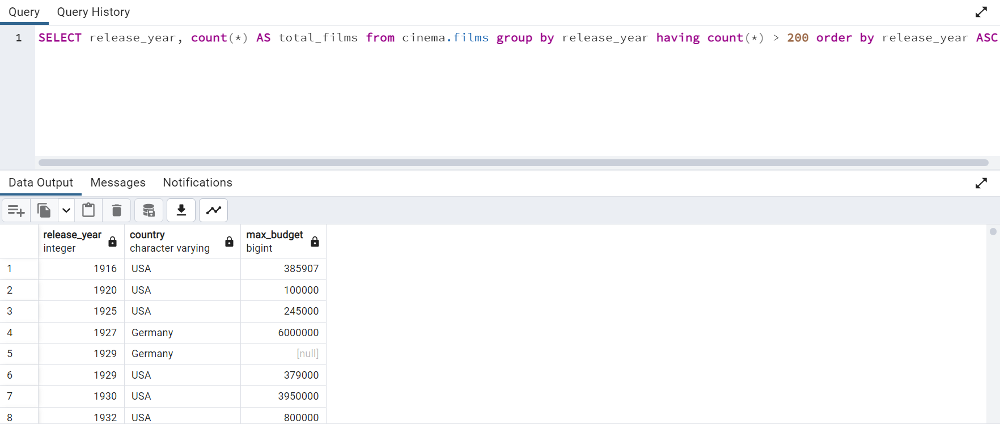 Query Query History
1 SELECT release_year, count(*) AS total_films from cinema.films group by release_year having count(*) > 200 order by release_year ASC
Data Output Messages Notifications
release_year country max_budget
integer character varying bigint
1 1916 USA 385907
2 1920 USA 100000
3 1925 USA 245000
4 1927 Germany 6000000
5 1929 Germany [null]
6 1929 USA 379000
7 1930 USA 3950000
8 1932 USA 800000